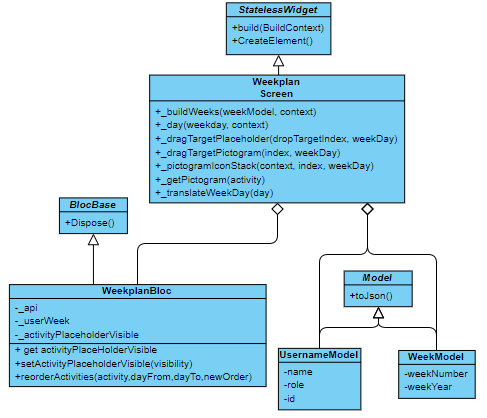 StatelessWidget
+build(BuildContext)
+CreateElement()
Weekplan
Screen
+_buildWeeks(weekModel, context)
+_day(weekday, context)
+_dragTargetPlaceholder(dropTargetIndex, weekDay)
+_dragTargetPictogram(index, weekDay)
+_pictogramIconStack(context, index, weekDay)
+_getPictogram(activity)
+_translateWeekDay(day)
BlocBase
+Dispose()
WeekplanBloc
-_api
-_userWeek
-_activityPlaceholderVisible
+ get activityPlaceHolderVisible
+setActivityPlaceholderVisible(visibility)
+reorderActivities(activity,dayFrom,dayTo,newOrder)
Model
+toJson()
UsernameModel
-name
-role
-id
WeekModel
-weekNumber
-weekYear